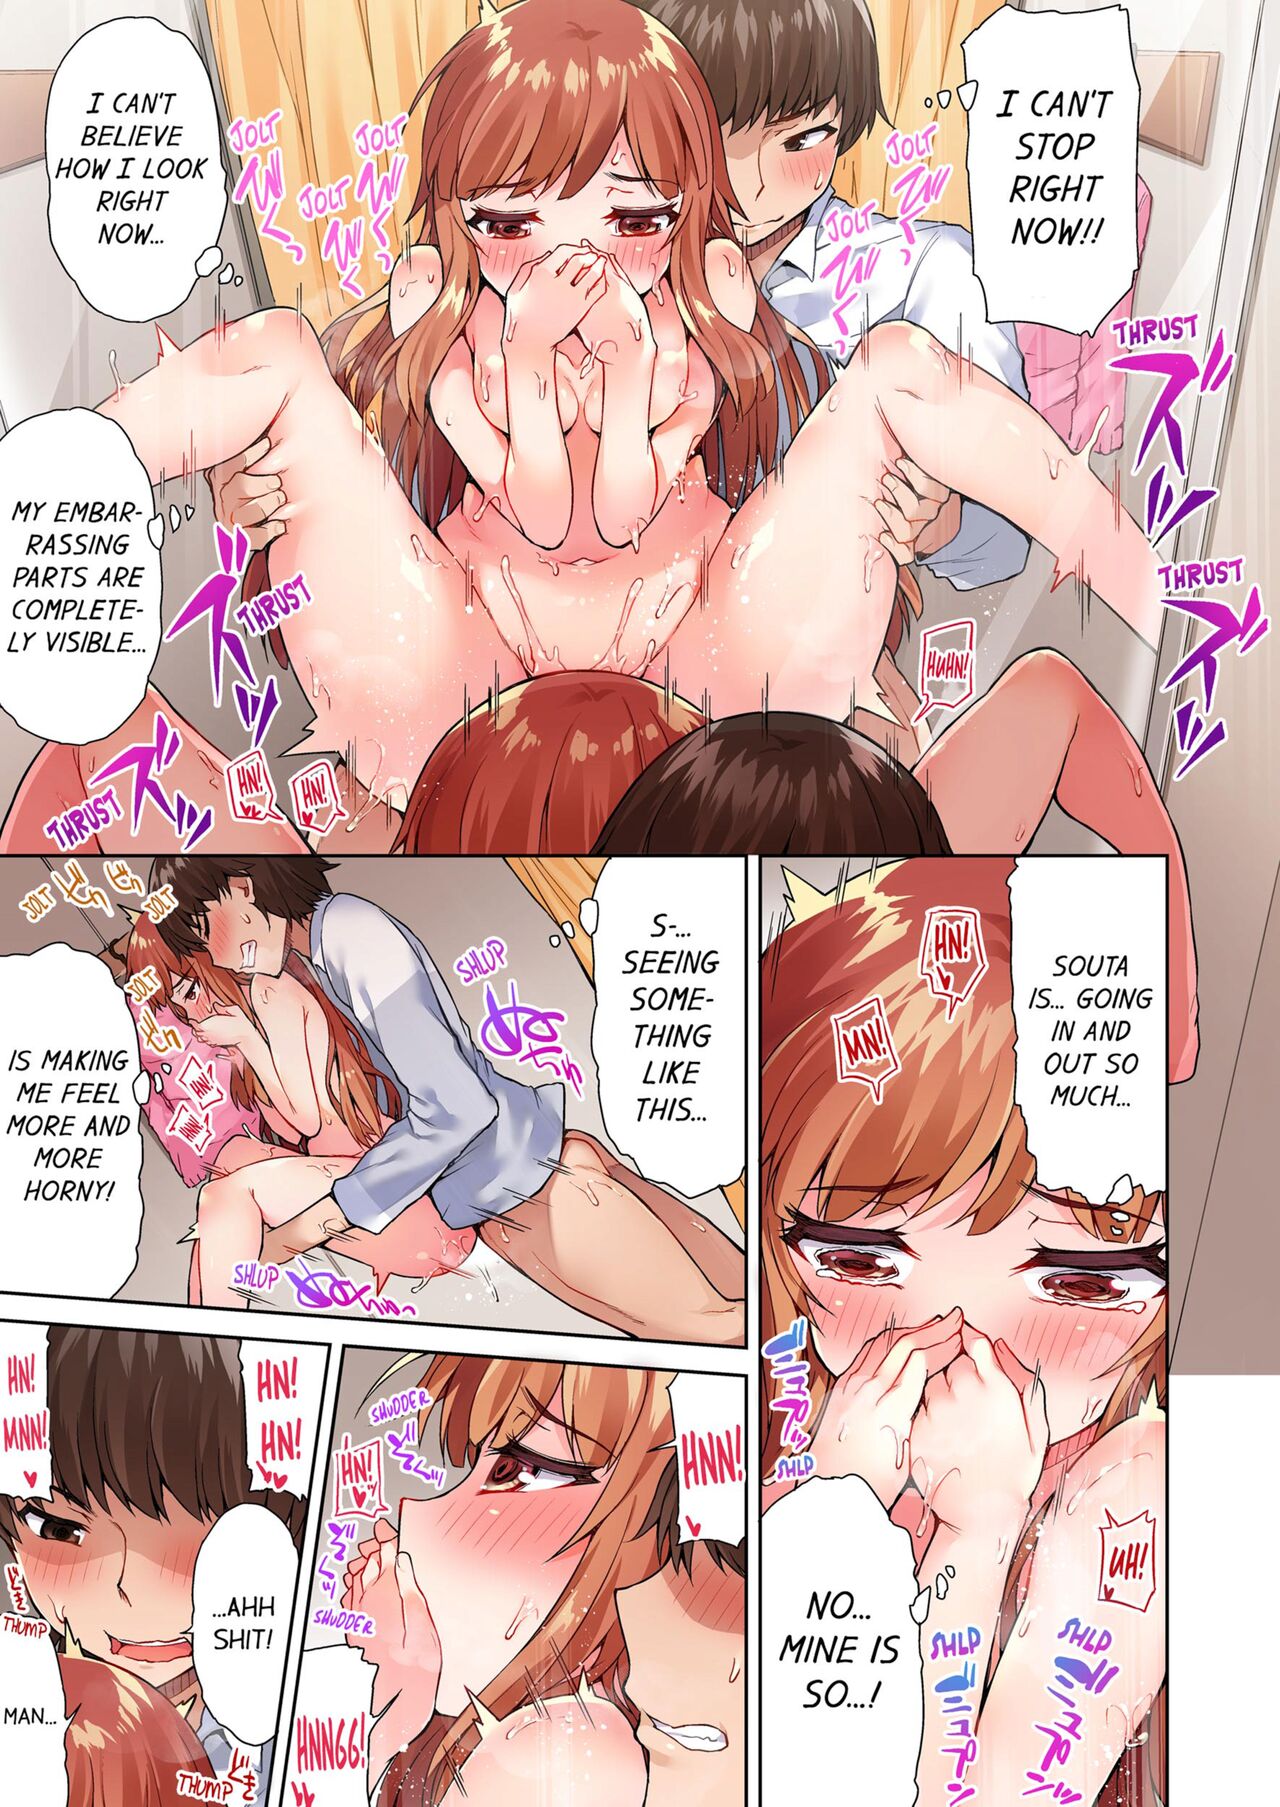 I CAN'T
STOP
RIGHT
NOW!!
I CAN'T
BELIEVE
HOW I LOOK
RIGHT
NOW...
JOLT
JOLT
JOLT
JOLT
JOLT
THRUST
THRUST
MY EMBAR-
RASSING
PARTS ARE
COMPLETE-
LY VISIBLE...
THRUST
THRUST
HUHN!
HN!
HN!
HN!
MN!
SOUTA
IS... GOING
IN AND
OUT SO
MUCH...
SHLP
UH!
NO...
MINE IS
SO...!
SHLP
SHLP
S-...
SEEING
SOME-
THING
LIKE
THIS...
SHLUP
JOLT
JOLT
JOLT
IS MAKING
ME FEEL
MORE AND
MORE
HORNY!
HN!
HN!
SHLUP
HNN!
SHUDDER
HN!
SHUDDER
HNNGG!
HN!
HN!
HN!
MNN!
...AHH
SHIT!
THUMP
MAN...
THUMP